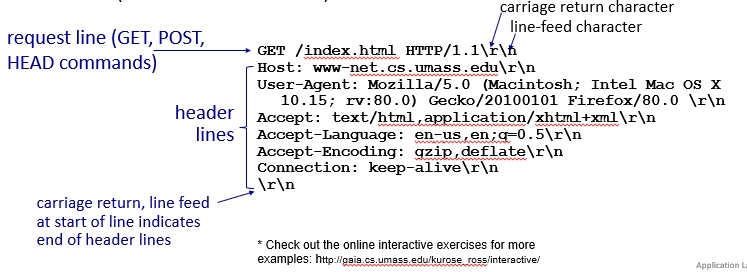 carriage return character
line-feed character
request line (GET, POST,
HEAD commands)
GET /index.html HTTP/1.1\r\n
Host: www-net.cs.umass.edu\r\n
User-Agent: Mozilla/5.0 (Macintosh; Intel Mac OS X
10.15; rv:80.0) Gecko/20100101 Firefox/80.0 \r\n
header
lines
Accept: text/html,application/xhtml+xml\r\n
Accept-Language: en-us,en;q=0.5\r\n
Accept-Encoding: gzip,deflate\r\n
Connection: keep-alive\r\n
\r\n
carriage return, line feed
at start of line indicates
end of header lines
* Check out the online interactive exercises for more
examples: http://gaia.cs.umass.edu/kurose_ross/interactive/
Application